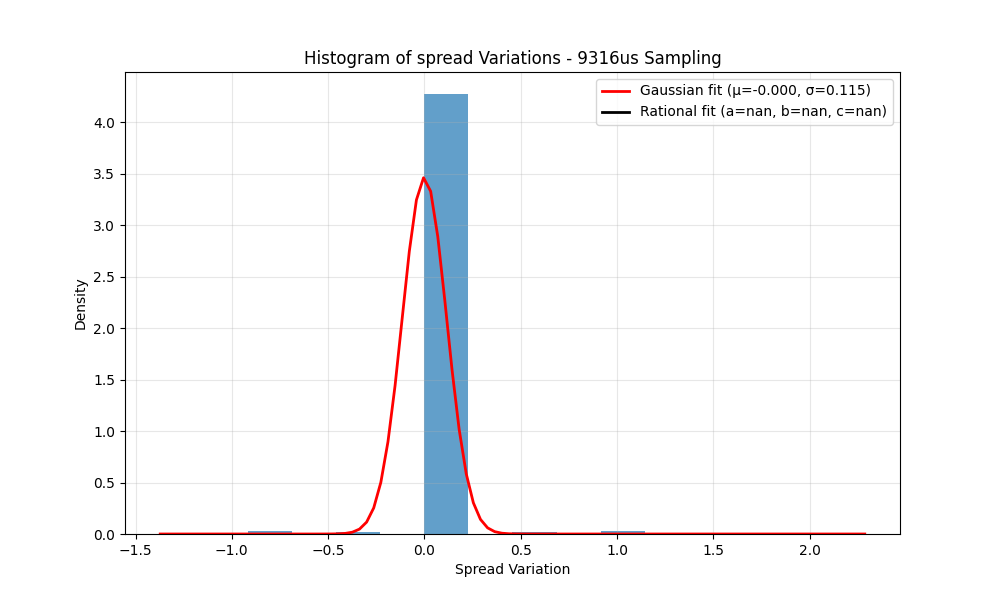 Histogram of spread Variations - 9316us Sampling
Gaussian fit (μ=-0.000, σ=0.115)
Rational fit (a=nan, b=nan, c=nan)
Density
4.0
3.5
3.0
2.5
2.0
1.5
1.0
0.5
0.0
−1.5 −1.0 −0.5 0.0 0.5 1.0 1.5 2.0
Spread Variation